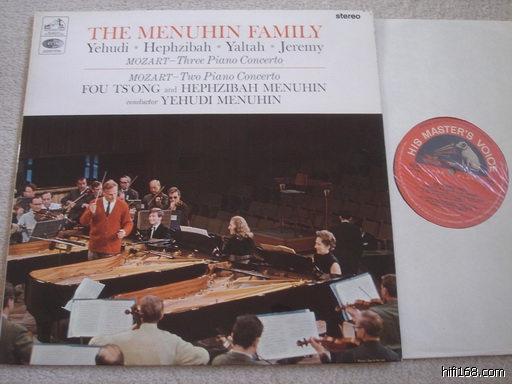 THE MENUHIN FAMILY
stereo
Yehudi • Hephzibah • Yaltah • Jeremy
MOZART–Three Piano Concerto
MOZART–Two Piano Concerto
FOU TS'ONG and HEPHZIBAH MENUHIN
conductor YEHUDI MENUHIN
HIS MASTER'S VOICE
hifi168.com